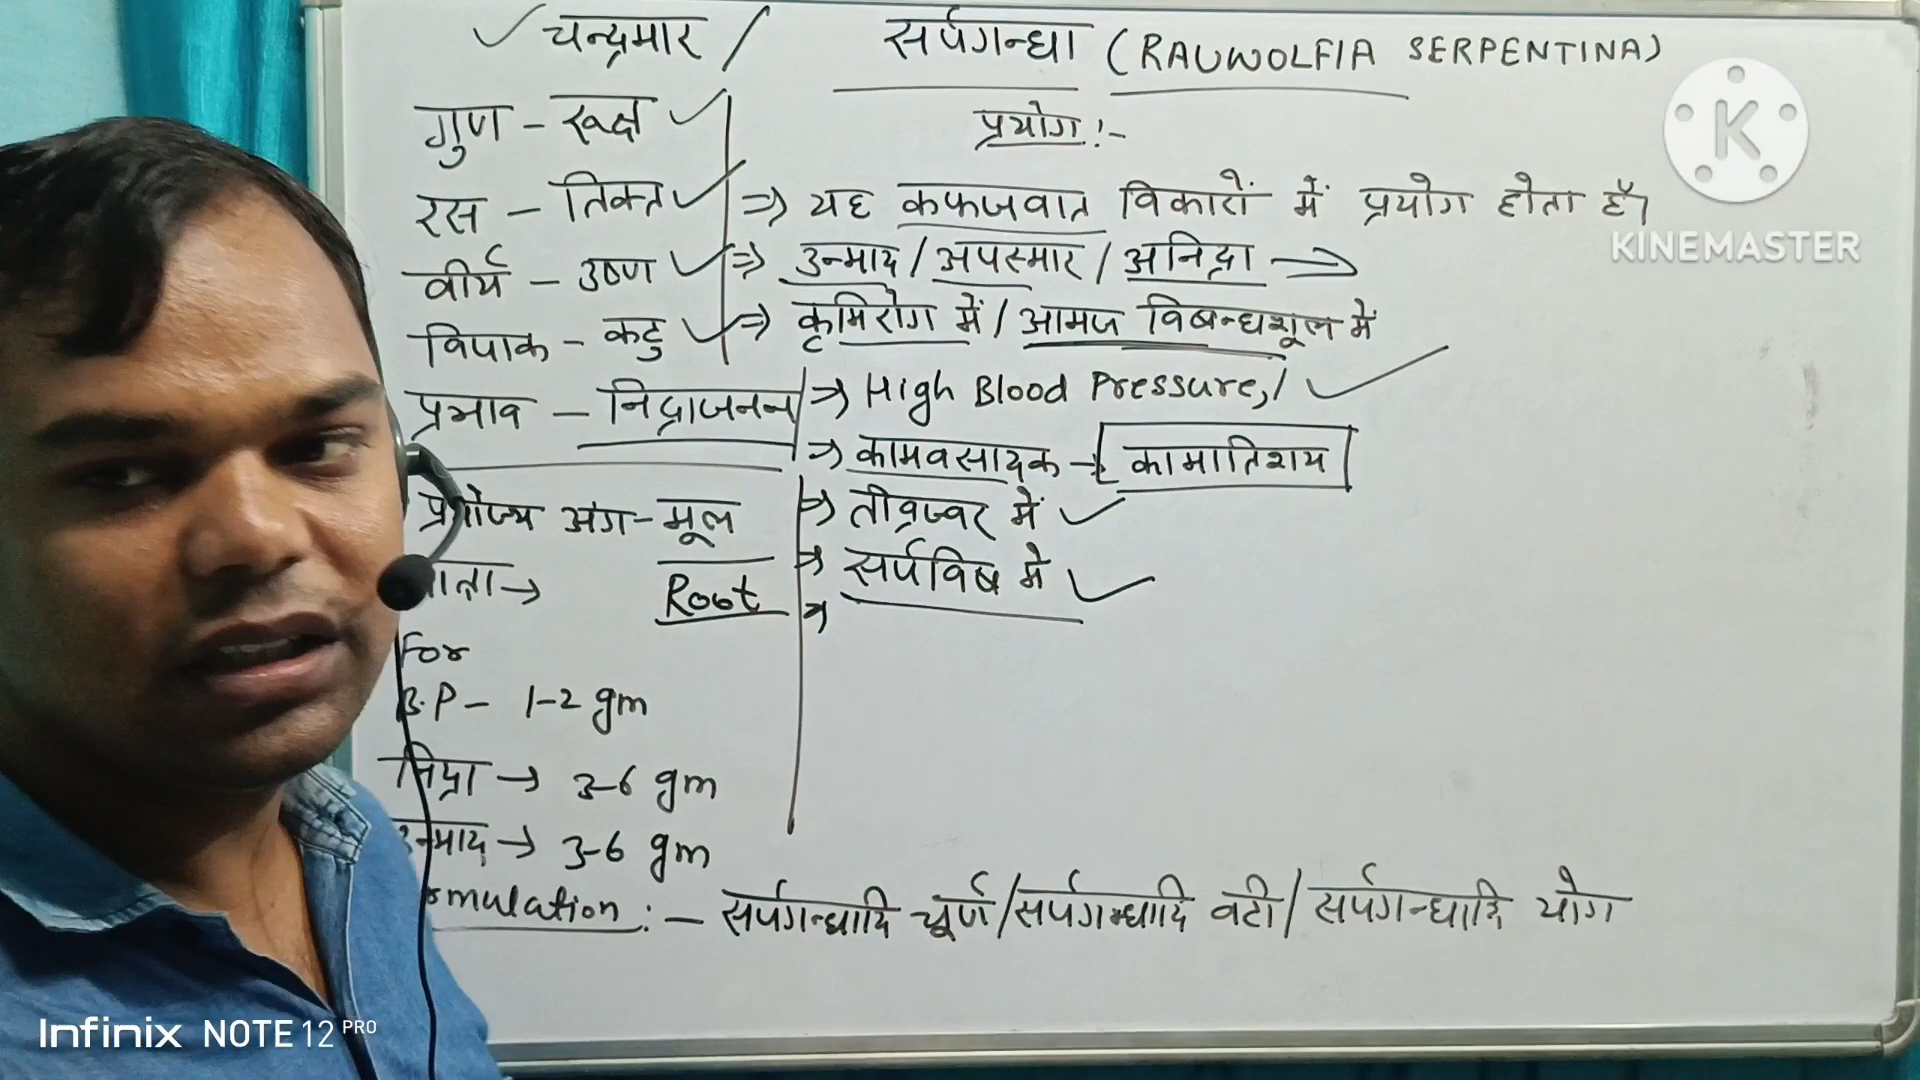 ✓ चन्द्रमार / सर्पगन्धा (RAUWOLFIA SERPENTINA)
गुण – रूक्ष ✓
रस – तिक्त ✓
वीर्य – उष्ण ✓
विपाक – कटु ✓
प्रभाव – निद्राजनन
प्रयोज्य अंग – मूल
Root
For
B.P – 1-2 gm
निद्रा → 3-6 gm
उन्माद → 3-6 gm
प्रयोग :-
⇒ यह कफजवात विकारों में प्रयोग होता है।
⇒ उन्माद / अपस्मार / अनिद्रा →
⇒ कृमिरोग में / आमज विबन्धशूल में
→ High Blood Pressure, / ✓
→ कामवसादक → कामातिशय
→ तीव्रज्वर में ✓
→ सर्पविष में ✓
→
rmulation :– सर्पगन्धादि चूर्ण / सर्पगन्धादि वटी / सर्पगन्धादि योग
K
KINEMASTER
Infinix NOTE 12 PRO